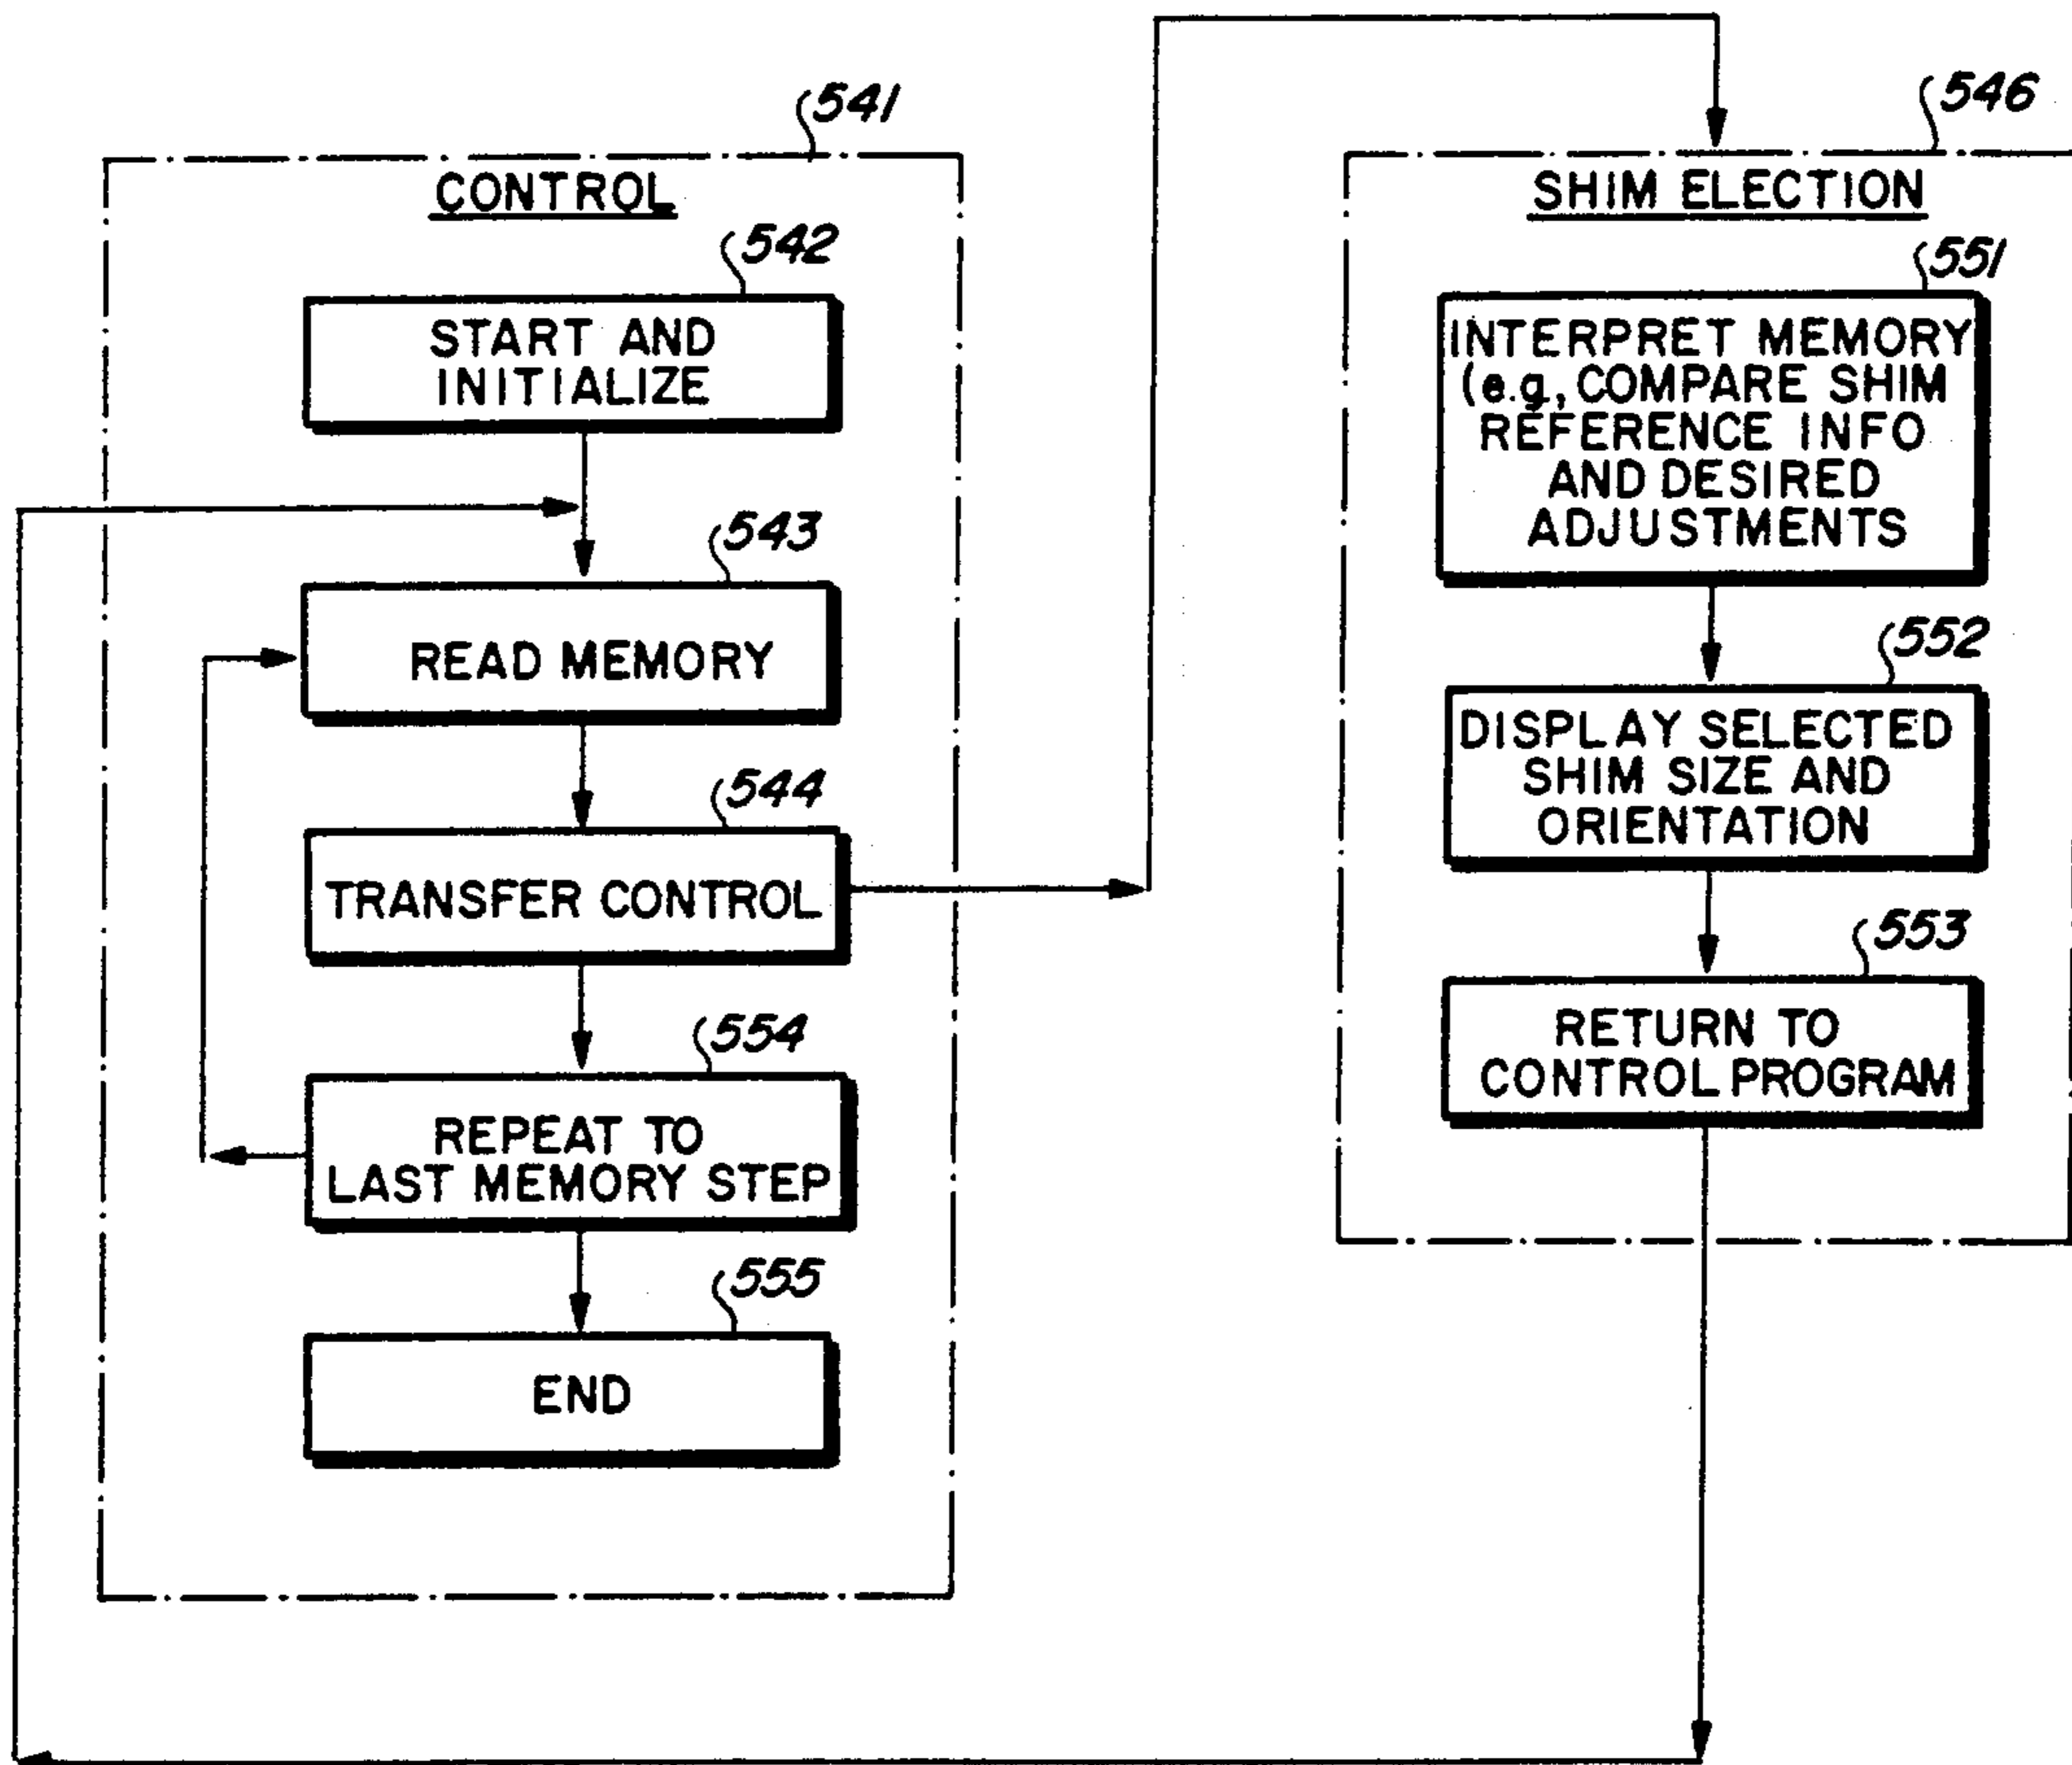 541
CONTROL
542
START AND
INITIALIZE
543
READ MEMORY
544
TRANSFER CONTROL
554
REPEAT TO
LAST MEMORY STEP
555
END
546
SHIM ELECTION
551
INTERPRET MEMORY
(e.g., COMPARE SHIM
REFERENCE INFO
AND DESIRED
ADJUSTMENTS
552
DISPLAY SELECTED
SHIM SIZE AND
ORIENTATION
553
RETURN TO
CONTROL PROGRAM